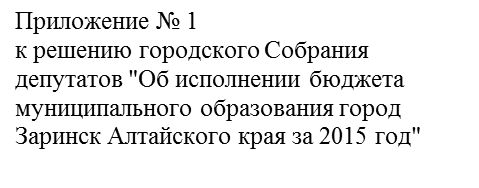 Приложение № 1
к решению городского Собрания
депутатов "Об исполнении бюджета
муниципального образования город
Заринск Алтайского края за 2015 год"